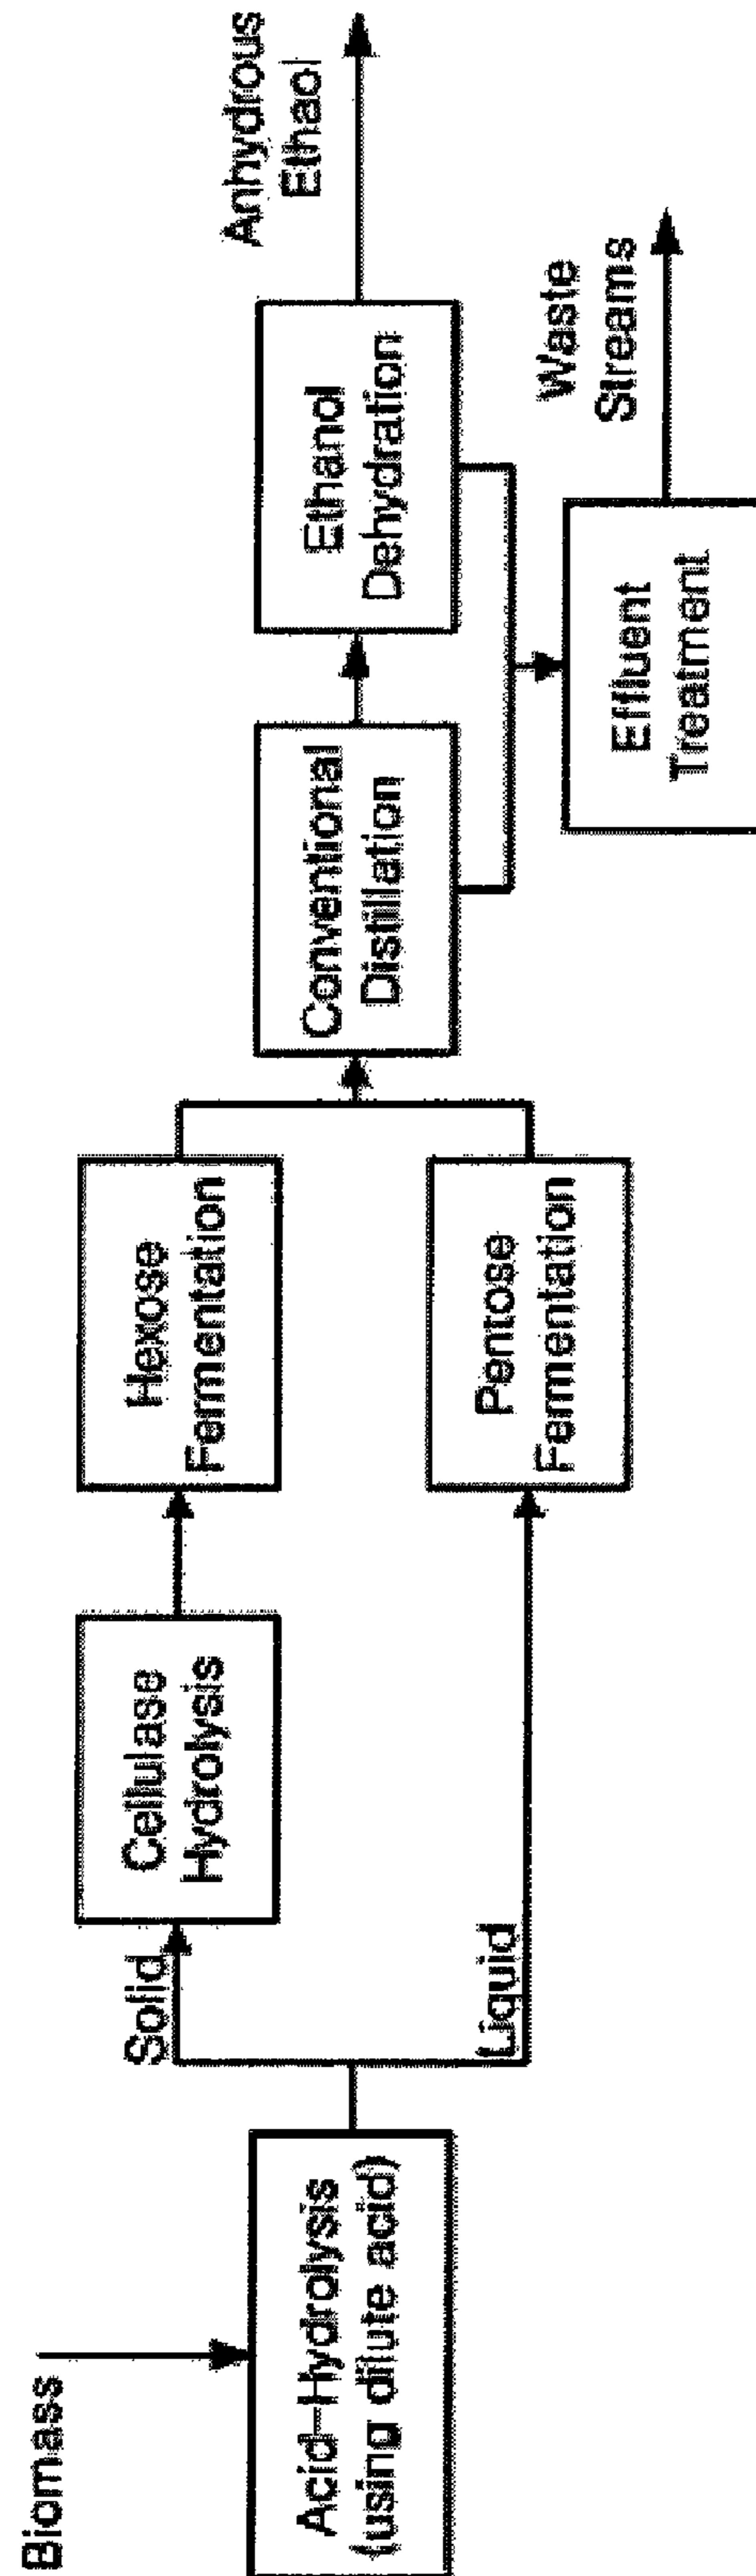 Biomass
Acid-Hydrolysis
(using dilute acid)
Solid
Liquid
Cellulase
Hydrolysis
Hexose
Fermentation
Pentose
Fermentation
Conventional
Distillation
Ethanol
Dehydration
Anhydrous
Ethaol
Effluent
Treatment
Waste
Streams